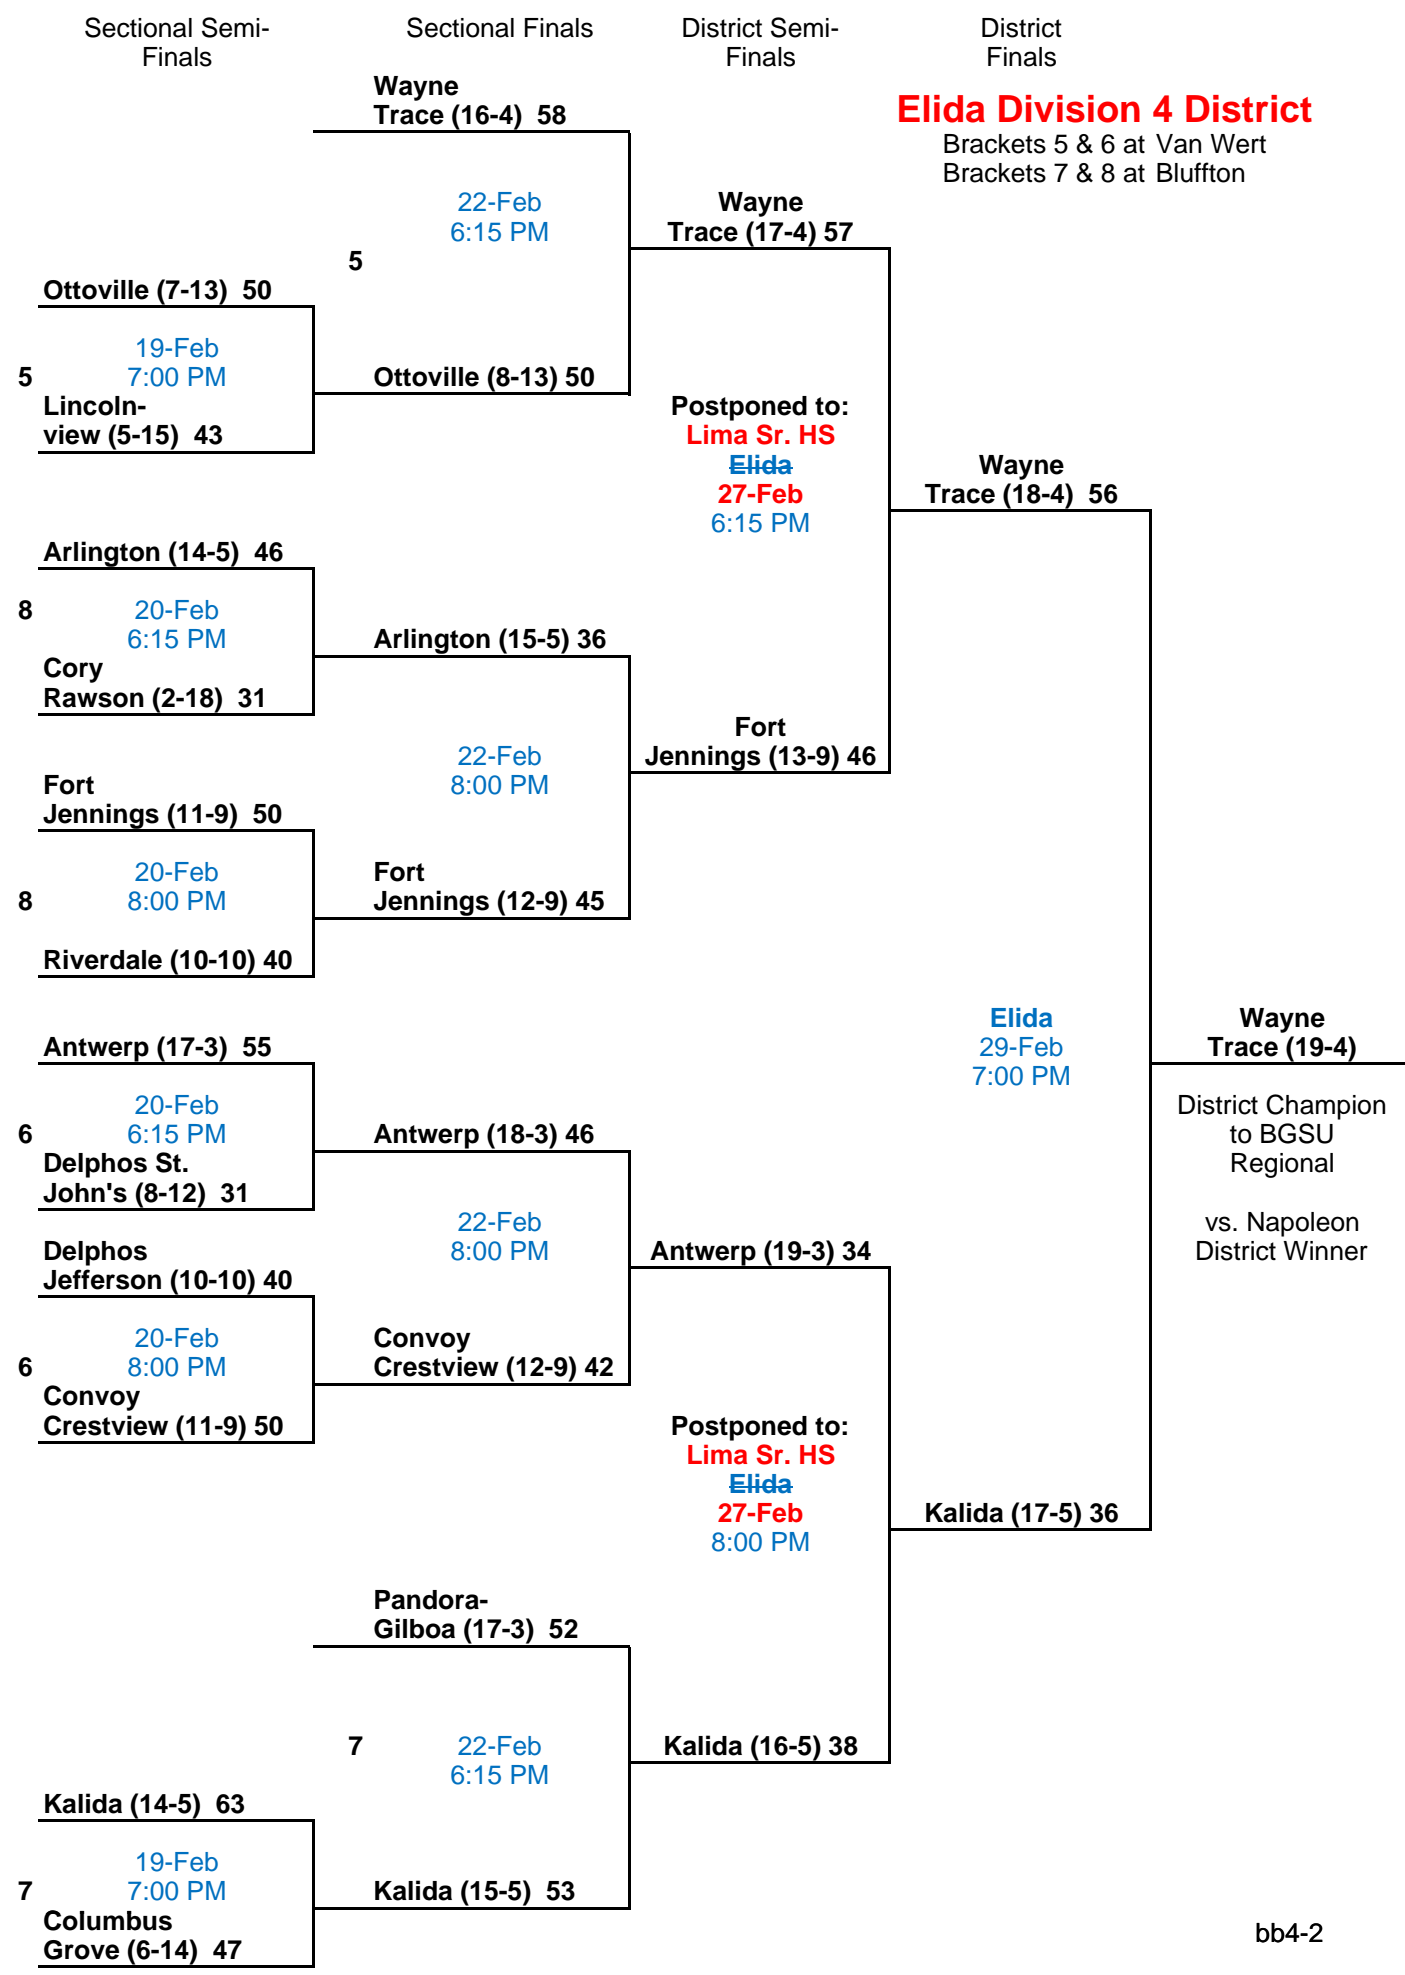 Sectional Semi-
Finals
Sectional Finals
District Semi-
Finals
District
Finals
Elida Division 4 District
Brackets 5 & 6 at Van Wert
Brackets 7 & 8 at Bluffton
Wayne
Trace (16-4) 58
22-Feb
6:15 PM
5
Wayne
Trace (17-4) 57
Ottoville (7-13) 50
19-Feb
5 7:00 PM
Lincoln-
view (5-15) 43
Ottoville (8-13) 50
Postponed to:
Lima Sr. HS
Elida
27-Feb
6:15 PM
Wayne
Trace (18-4) 56
Arlington (14-5) 46
8 20-Feb
6:15 PM
Cory
Rawson (2-18) 31
Arlington (15-5) 36
22-Feb
8:00 PM
Fort
Jennings (13-9) 46
Fort
Jennings (11-9) 50
20-Feb
8 8:00 PM
Riverdale (10-10) 40
Fort
Jennings (12-9) 45
Elida
29-Feb
7:00 PM
Wayne
Trace (19-4)
District Champion
to BGSU
Regional
vs. Napoleon
District Winner
Antwerp (17-3) 55
20-Feb
6 6:15 PM
Delphos St.
John's (8-12) 31
Antwerp (18-3) 46
22-Feb
8:00 PM
Antwerp (19-3) 34
Delphos
Jefferson (10-10) 40
20-Feb
6 8:00 PM
Convoy
Crestview (11-9) 50
Convoy
Crestview (12-9) 42
Postponed to:
Lima Sr. HS
Elida
27-Feb
8:00 PM
Kalida (17-5) 36
Pandora-
Gilboa (17-3) 52
7 22-Feb
6:15 PM
Kalida (16-5) 38
Kalida (14-5) 63
19-Feb
7 7:00 PM
Columbus
Grove (6-14) 47
Kalida (15-5) 53
bb4-2